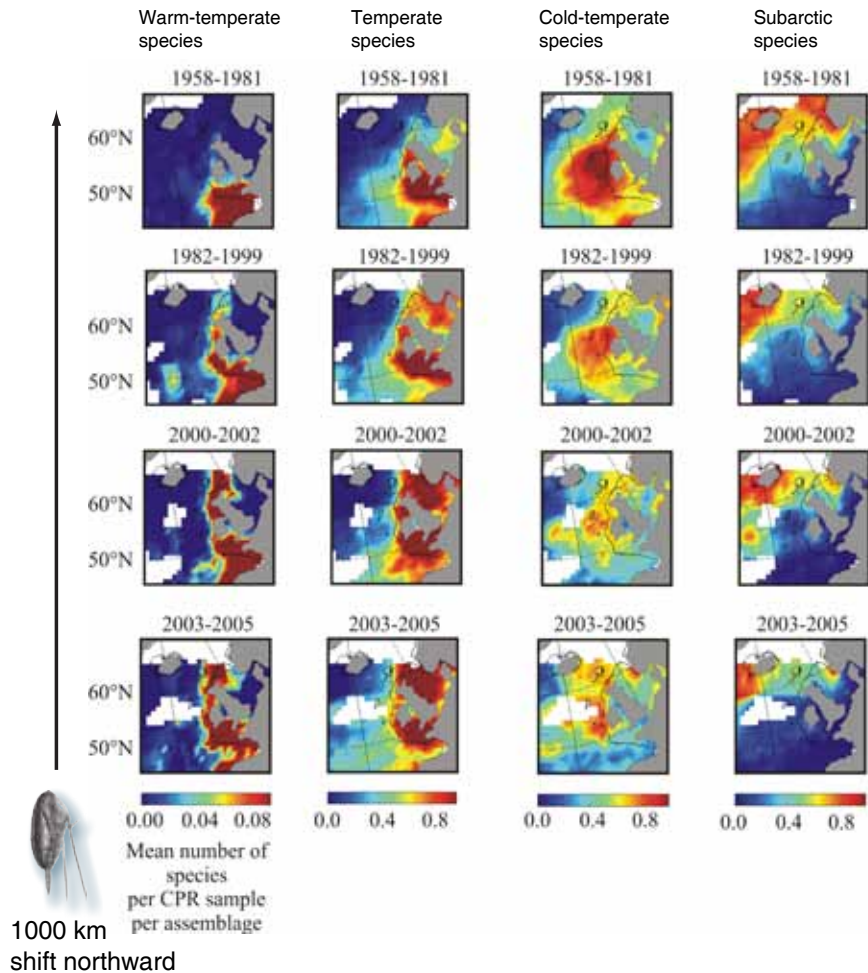 Warm-temperate
species
Temperate
species
Cold-temperate
species
Subarctic
species
1958-1981
1958-1981
1958-1981
1958-1981
60°N
50°N
1982-1999
1982-1999
1982-1999
1982-1999
60°N
50°N
2000-2002
2000-2002
2000-2002
2000-2002
60°N
50°N
2003-2005
2003-2005
2003-2005
2003-2005
60°N
50°N
0.00 0.04 0.08
0.0 0.4 0.8
0.0 0.4 0.8
0.0 0.4 0.8
Mean number of
species
per CPR sample
per assemblage
1000 km
shift northward